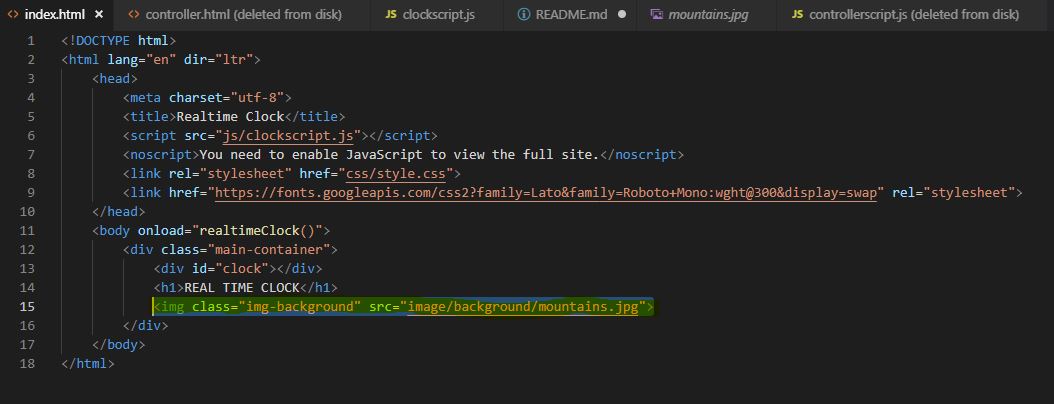 index.html × controller.html (deleted from disk) JS clockscript.js README.md ● mountains.jpg JS controllerscript.js (deleted from disk)
1 <!DOCTYPE html>
2 <html lang="en" dir="ltr">
3 <head>
4 <meta charset="utf-8">
5 <title>Realtime Clock</title>
6 <script src="js/clockscript.js"></script>
7 <noscript>You need to enable JavaScript to view the full site.</noscript>
8 <link rel="stylesheet" href="css/style.css">
9 <link href="https://fonts.googleapis.com/css2?family=Lato&family=Roboto+Mono:wght@300&display=swap" rel="stylesheet">
10 </head>
11 <body onload="realtimeClock()">
12 <div class="main-container">
13 <div id="clock"></div>
14 <h1>REAL TIME CLOCK</h1>
15 <img class="img-background" src="image/background/mountains.jpg">
16 </div>
17 </body>
18 </html>